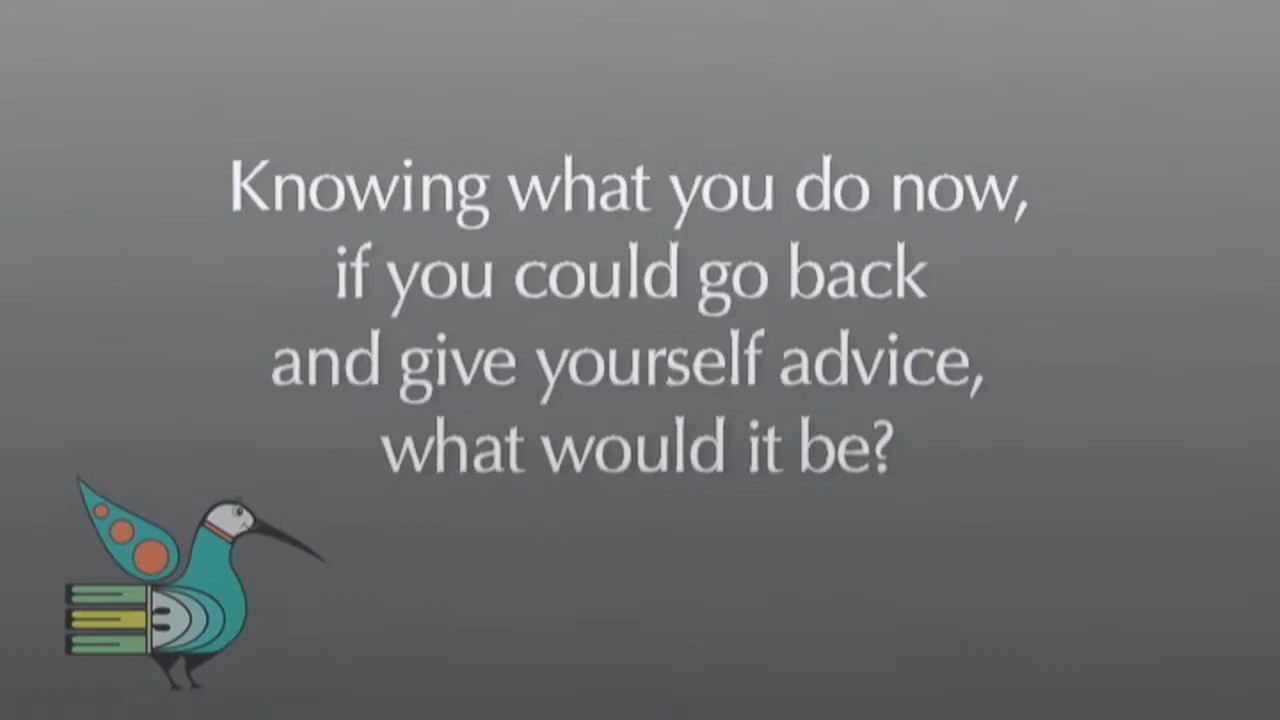 Knowing what you do now,
if you could go back
and give yourself advice,
what would it be?